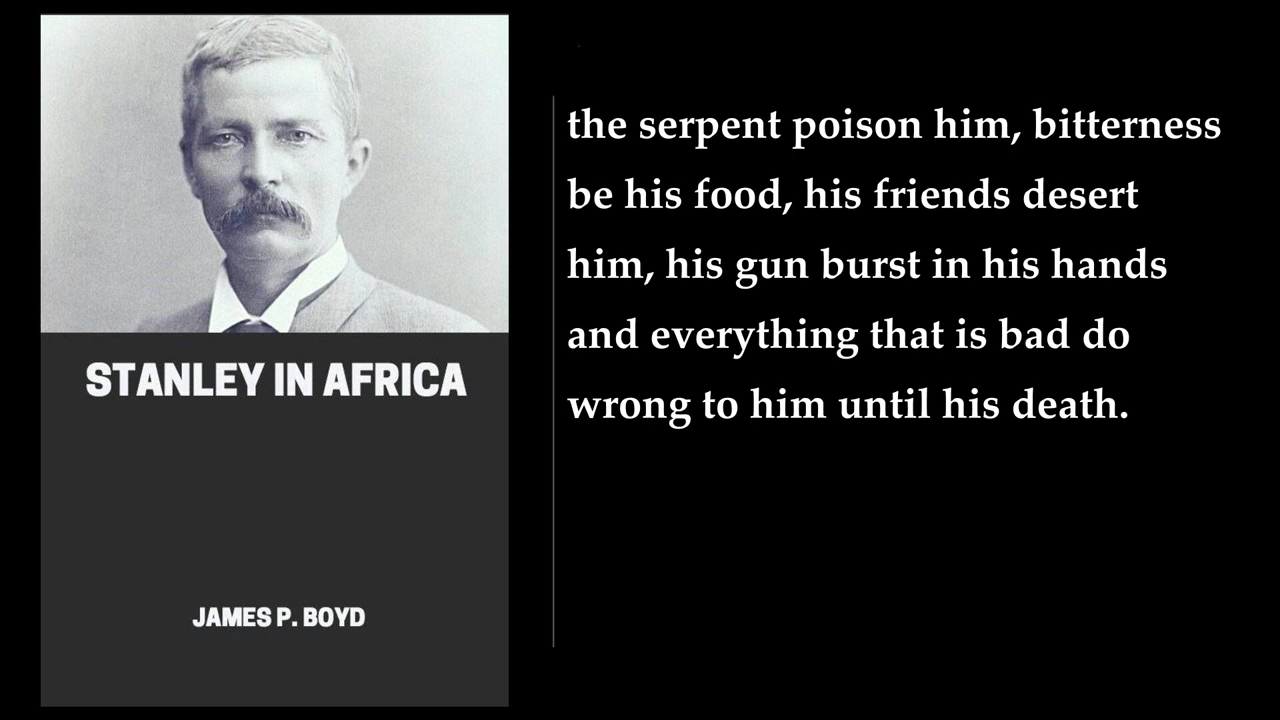 STANLEY IN AFRICA
JAMES P. BOYD
the serpent poison him, bitterness
be his food, his friends desert
him, his gun burst in his hands
and everything that is bad do
wrong to him until his death.